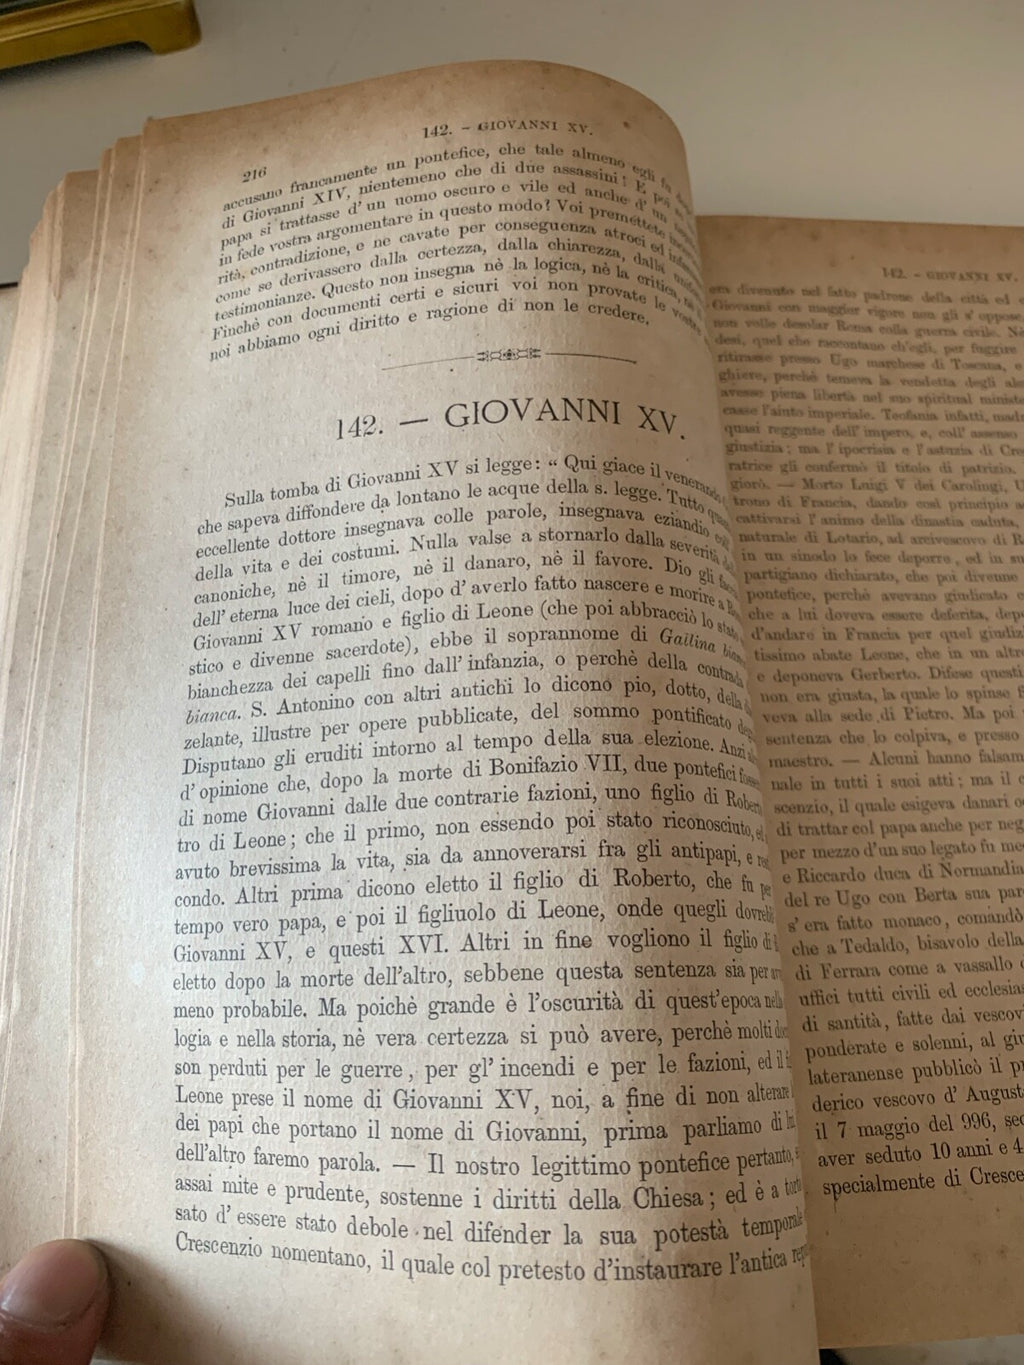 216
142. - GIOVANNI XV.
accusano francamente un pontefice, che tale almeno egli fu
di Giovanni XIV, nientemeno che di due assassini! E poi
papa si trattasse d'un uomo oscuro e vile ed anche d'un
in fede vostra argomentare in questo modo? Voi premettete
rità, contradizione, e ne cavate per conseguenza atroci ed
come se derivassero dalla certezza, dalla chiarezza, dalla
testimonianze. Questo non insegna nè la logica, nè la critica,
Finchè con documenti certi e sicuri voi non provate le vostre
noi abbiamo ogni diritto e ragione di non le credere.
142. — GIOVANNI XV.
Sulla tomba di Giovanni XV si legge: “ Qui giace il venerando
che sapeva diffondere da lontano le acque della s. legge. Tutto
eccellente dottore insegnava colle parole, insegnava eziandio
della vita e dei costumi. Nulla valse a stornarlo dalla severità
canoniche, nè il timore, nè il danaro, nè il favore. Dio gli
dell' eterna luce dei cieli, dopo d' averlo fatto nascere e morire a
Giovanni XV romano e figlio di Leone (che poi abbracciò lo
stico e divenne sacerdote), ebbe il soprannome di Gallina
bianchezza dei capelli fino dall' infanzia, o perchè della contrada
bianca. S. Antonino con altri antichi lo dicono pio, dotto, della
zelante, illustre per opere pubblicate, del sommo pontificato
Disputano gli eruditi intorno al tempo della sua elezione. Anzi
d' opinione che, dopo la morte di Bonifazio VII, due pontefici
di nome Giovanni dalle due contrarie fazioni, uno figlio di
tro di Leone; che il primo, non essendo poi stato riconosciuto,
avuto brevissima la vita, sia da annoverarsi fra gli antipapi, e
condo. Altri prima dicono eletto il figlio di Roberto, che fu
tempo vero papa, e poi il figliuolo di Leone, onde quegli
Giovanni XV, e questi XVI. Altri in fine vogliono il figlio di
eletto dopo la morte dell'altro, sebbene questa sentenza sia per
meno probabile. Ma poichè grande è l'oscurità di quest'epoca
logia e nella storia, nè vera certezza si può avere, perchè molti
son perduti per le guerre, per gl' incendi e per le fazioni, ed il
Leone prese il nome di Giovanni XV, noi, a fine di non alterare
dei papi che portano il nome di Giovanni, prima parliamo di
dell'altro faremo parola. — Il nostro legittimo pontefice pertanto,
assai mite e prudente, sostenne i diritti della Chiesa; ed è a
sato d' essere stato debole nel difender la sua potestà temporale
Crescenzio nomentano, il quale col pretesto d'instaurare l'antica
142. - GIOVANNI XV.
era divenuto nel fatto padrone della città ed
Giovanni con maggior vigore non gli s' oppose,
non volle desolar Roma colla guerra civile.
desi, quel che raccontano ch'egli, per fuggire
ritirasse presso Ugo marchese di Toscana, e
ghiere, perchè temeva la vendetta degli
avesse piena libertà nel suo spiritual
casse l'aiuto imperiale. Teofania infatti,
quasi reggente dell' impero, e, coll' assenso
giustizia; ma l' ipocrisia e l'astuzia di
ratrice gli confermò il titolo di patrizio.
giorò. — Morto Luigi V dei Carolingi,
trono di Francia, dando così principio
cattivarsi l' animo della dinastia caduta,
naturale di Lotario, ad arcivescovo di
in un sinodo lo fece deporre, ed in
partigiano dichiarato, che poi divenne
pontefice, perchè avevano giudicato
che a lui doveva essere deferita,
d'andare in Francia per quel
tissimo abate Leone, che in un
e deponeva Gerberto. Difese questi
non era giusta, la quale lo spinse
veva alla sede di Pietro. Ma poi
sentenza che lo colpiva, e presso
maestro. — Alcuni hanno
nale in tutti i suoi atti; ma il
scenzio, il quale esigeva danari
di trattar col papa anche per
per mezzo d'un suo legato fu
e Riccardo duca di Normandia
del re Ugo con Berta sua
s' era fatto monaco, comandò
che a Tedaldo, bisavolo della
di Ferrara come a vassallo
uffici tutti civili ed
di santità, fatte dai
ponderate e solenni, al
lateranense pubblicò il
derico vescovo d'
il 7 maggio del 996,
aver seduto 10 anni e 4
specialmente di